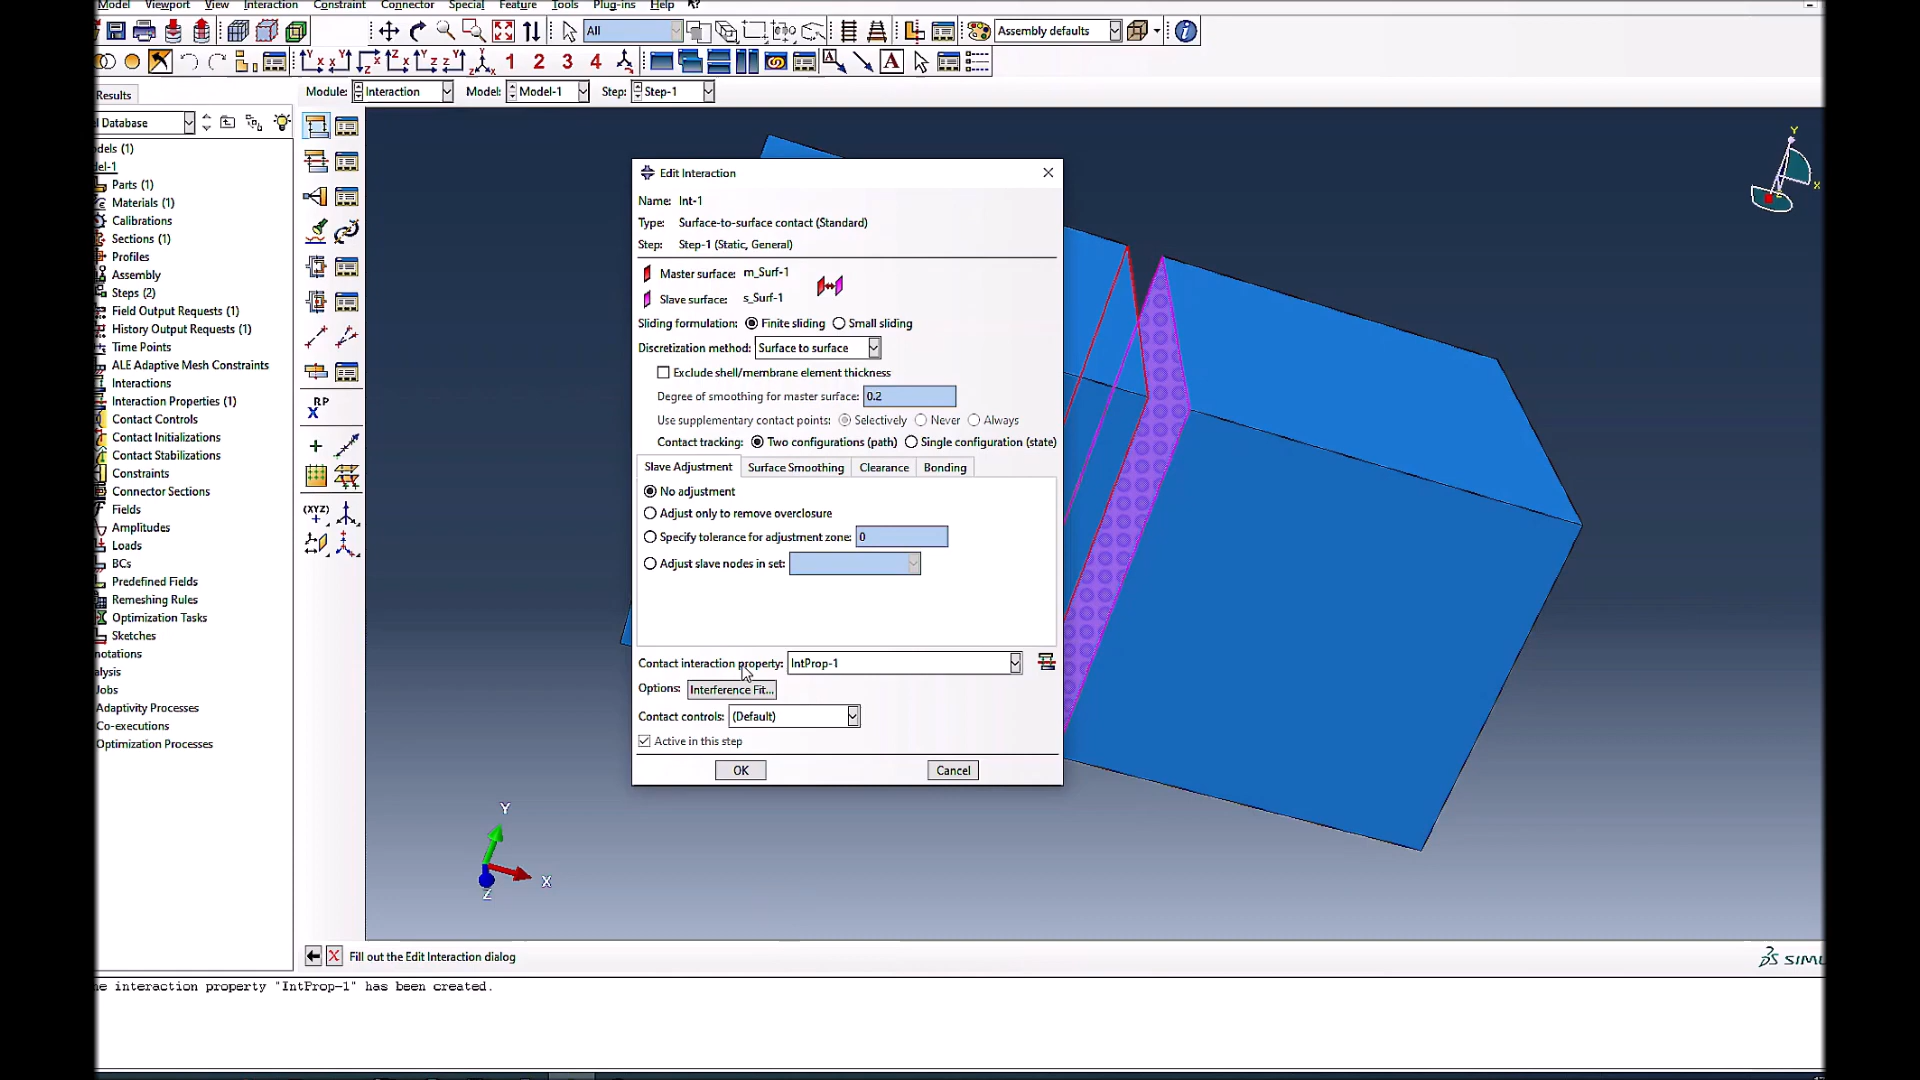 Model Viewport View Interaction Constraint Connector Special Feature Tools Plug-ins Help
All
Assembly defaults
1 2 3 4
Results
Module: Interaction Model: Model-1 Step: Step-1
l Database
dels (1)
del-1
Parts (1)
Materials (1)
Calibrations
Sections (1)
Profiles
Assembly
Steps (2)
Field Output Requests (1)
History Output Requests (1)
Time Points
ALE Adaptive Mesh Constraints
Interactions
Interaction Properties (1)
Contact Controls
Contact Initializations
Contact Stabilizations
Constraints
Connector Sections
Fields
Amplitudes
Loads
BCs
Predefined Fields
Remeshing Rules
Optimization Tasks
Sketches
notations
alysis
Jobs
Adaptivity Processes
Co-executions
Optimization Processes
RP
(XYZ)
Edit Interaction
Name: Int-1
Type: Surface-to-surface contact (Standard)
Step: Step-1 (Static, General)
Master surface: m_Surf-1
Slave surface: s_Surf-1
Sliding formulation: Finite sliding Small sliding
Discretization method: Surface to surface
Exclude shell/membrane element thickness
Degree of smoothing for master surface: 0.2
Use supplementary contact points: Selectively Never Always
Contact tracking: Two configurations (path) Single configuration (state)
Slave Adjustment Surface Smoothing Clearance Bonding
No adjustment
Adjust only to remove overclosure
Specify tolerance for adjustment zone: 0
Adjust slave nodes in set:
Contact interaction property: IntProp-1
Options: Interference Fit...
Contact controls: (Default)
Active in this step
OK Cancel
Y
X
Z
Y
X
Fill out the Edit Interaction dialog
SIMU
he interaction property "IntProp-1" has been created.